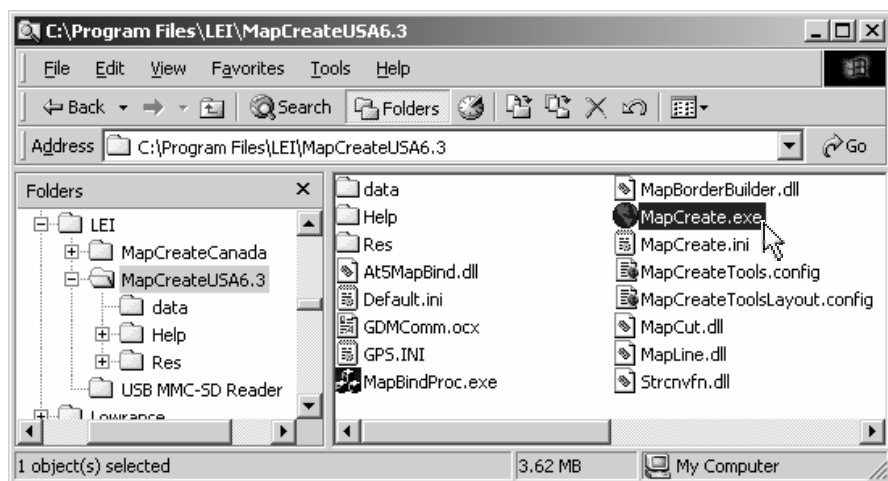 C:\Program Files\LEI\MapCreateUSA6.3
File Edit View Favorites Tools Help
Back Search Folders
Address C:\Program Files\LEI\MapCreateUSA6.3 Go
Folders
LEI
MapCreateCanada
MapCreateUSA6.3
data
Help
Res
USB MMC-SD Reader
Lowrance
data
Help
Res
At5MapBind.dll
Default.ini
GDMComm.ocx
GPS.INI
MapBindProc.exe
MapBorderBuilder.dll
MapCreate.exe
MapCreate.ini
MapCreateTools.config
MapCreateToolsLayout.config
MapCut.dll
MapLine.dll
Strcnvfn.dll
1 object(s) selected 3.62 MB My Computer